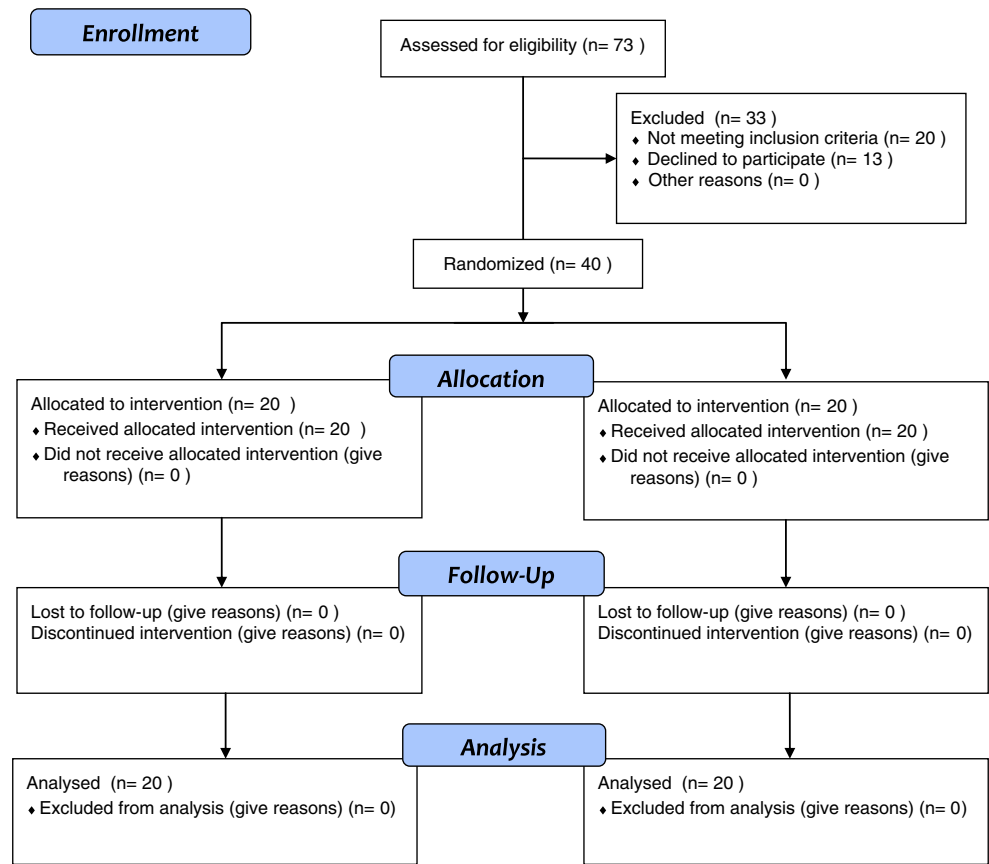 Enrollment
Assessed for eligibility (n= 73 )
Excluded (n= 33 )
♦ Not meeting inclusion criteria (n= 20 )
♦ Declined to participate (n= 13 )
♦ Other reasons (n= 0 )
Randomized (n= 40 )
Allocation
Allocated to intervention (n= 20 )
♦ Received allocated intervention (n= 20 )
♦ Did not receive allocated intervention (give
reasons) (n= 0 )
Allocated to intervention (n= 20 )
♦ Received allocated intervention (n= 20 )
♦ Did not receive allocated intervention (give
reasons) (n= 0 )
Follow-Up
Lost to follow-up (give reasons) (n= 0 )
Discontinued intervention (give reasons) (n= 0)
Lost to follow-up (give reasons) (n= 0 )
Discontinued intervention (give reasons) (n= 0)
Analysis
Analysed (n= 20 )
♦ Excluded from analysis (give reasons) (n= 0)
Analysed (n= 20 )
♦ Excluded from analysis (give reasons) (n= 0)